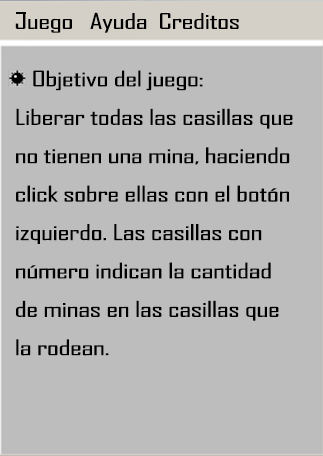 Juego Ayuda Creditos
Objetivo del juego:
Liberar todas las casillas que
no tienen una mina, haciendo
click sobre ellas con el botón
izquierdo. Las casillas con
número indican la cantidad
de minas en las casillas que
la rodean.